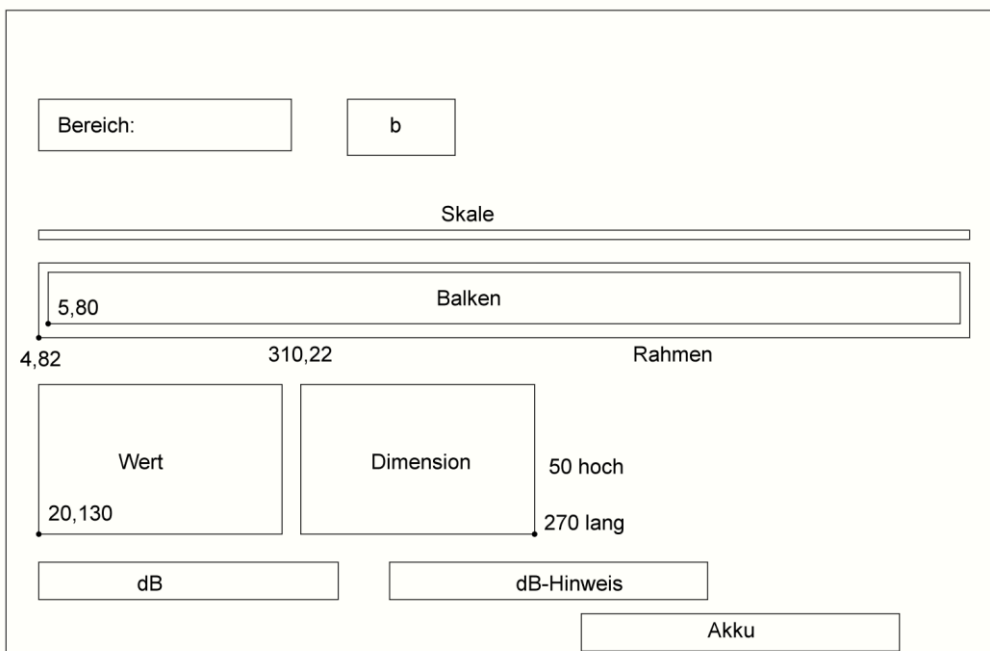 Bereich:
b
Skale
Balken
5,80
4,82
310,22
Rahmen
Wert
Dimension
50 hoch
20,130
270 lang
dB
dB-Hinweis
Akku